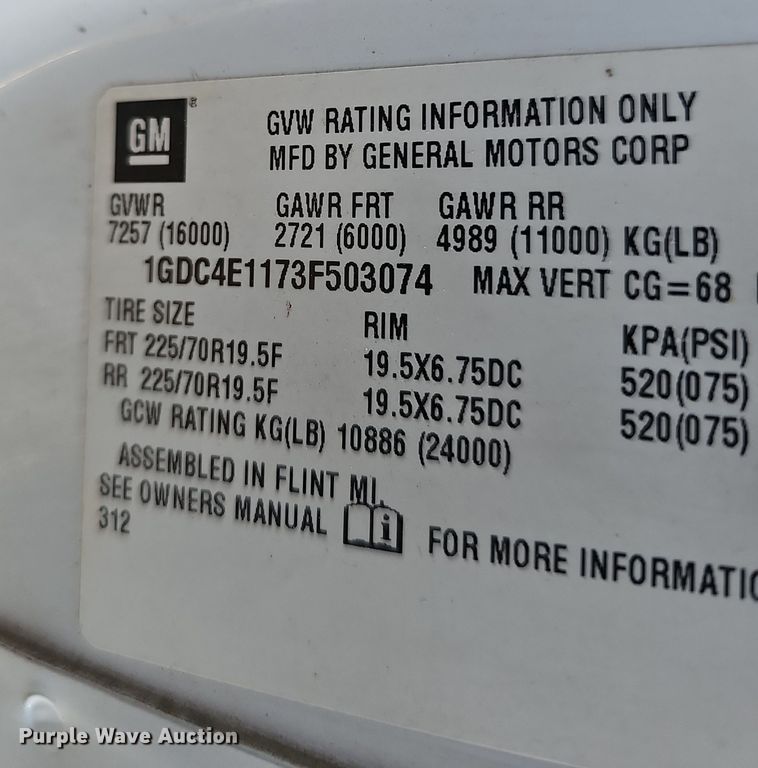 GM
GVW RATING INFORMATION ONLY
MFD BY GENERAL MOTORS CORP
GVWR GAWR FRT GAWR RR
7257 (16000) 2721 (6000) 4989 (11000) KG(LB)
1GDC4E1173F503074 MAX VERT CG=68
TIRE SIZE RIM KPA(PSI)
FRT 225/70R19.5F 19.5X6.75DC 520(075)
RR 225/70R19.5F 19.5X6.75DC 520(075)
GCW RATING KG(LB) 10886 (24000)
ASSEMBLED IN FLINT MI.
SEE OWNERS MANUAL i FOR MORE INFORMATIO
312
Purple Wave Auction